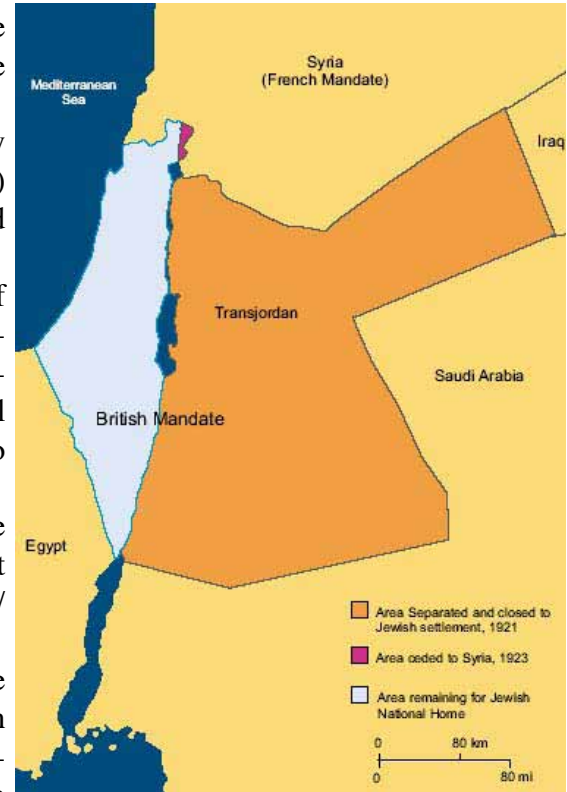 e
e
y
)
d
f
-
-
l
o
e
t
/
e
n
-
Mediterranean
Sea
Syria
(French Mandate)
Iraq
Transjordan
Saudi Arabia
British Mandate
Egypt
Area Separated and closed to
Jewish settlement, 1921
Area ceded to Syria, 1923
Area remaining for Jewish
National Home
0 80 km
0 80 mi